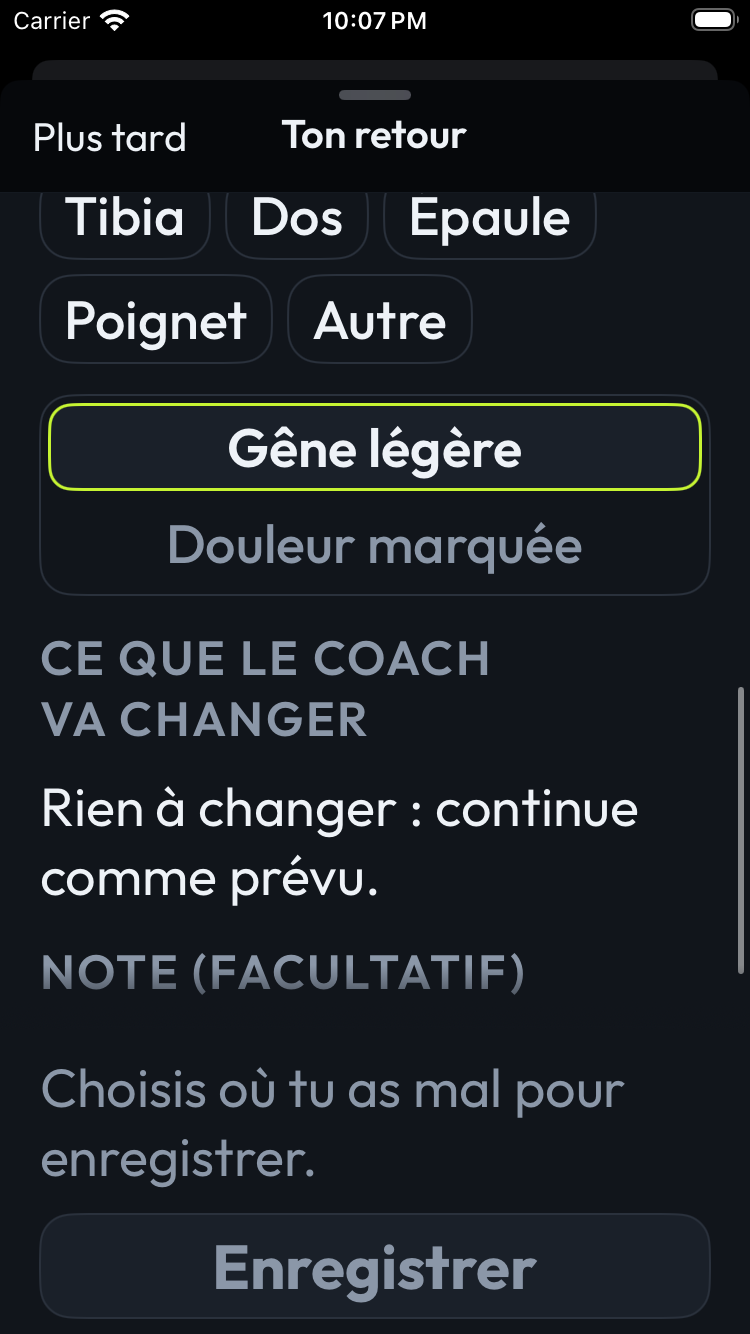 Carrier 10:07 PM
Plus tard Ton retour
Tibia Dos Épaule
Poignet Autre
Gêne légère
Douleur marquée
CE QUE LE COACH
VA CHANGER
Rien à changer : continue
comme prévu.
NOTE (FACULTATIF)
Choisis où tu as mal pour
enregistrer.
Enregistrer